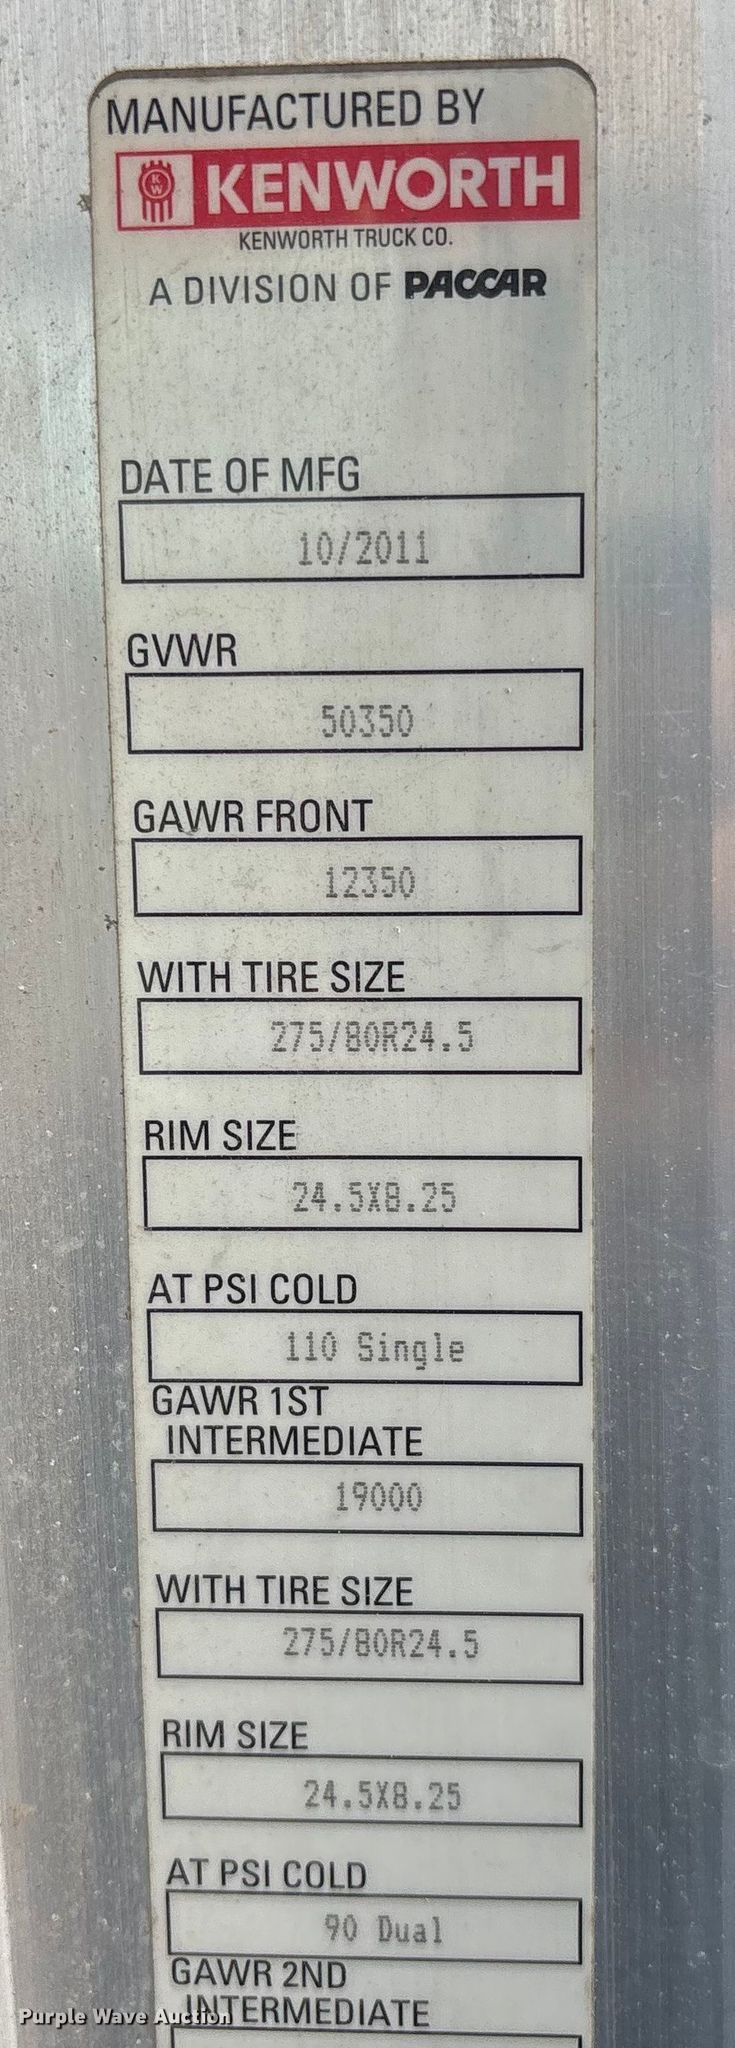 MANUFACTURED BY
KW KENWORTH
KENWORTH TRUCK CO.
A DIVISION OF PACCAR
DATE OF MFG
10/2011
GVWR
50350
GAWR FRONT
12350
WITH TIRE SIZE
275/80R24.5
RIM SIZE
24.5X8.25
AT PSI COLD
110 Single
GAWR 1ST
INTERMEDIATE
19000
WITH TIRE SIZE
275/80R24.5
RIM SIZE
24.5X8.25
AT PSI COLD
90 Dual
GAWR 2ND
INTERMEDIATE
Purple Wave Auction